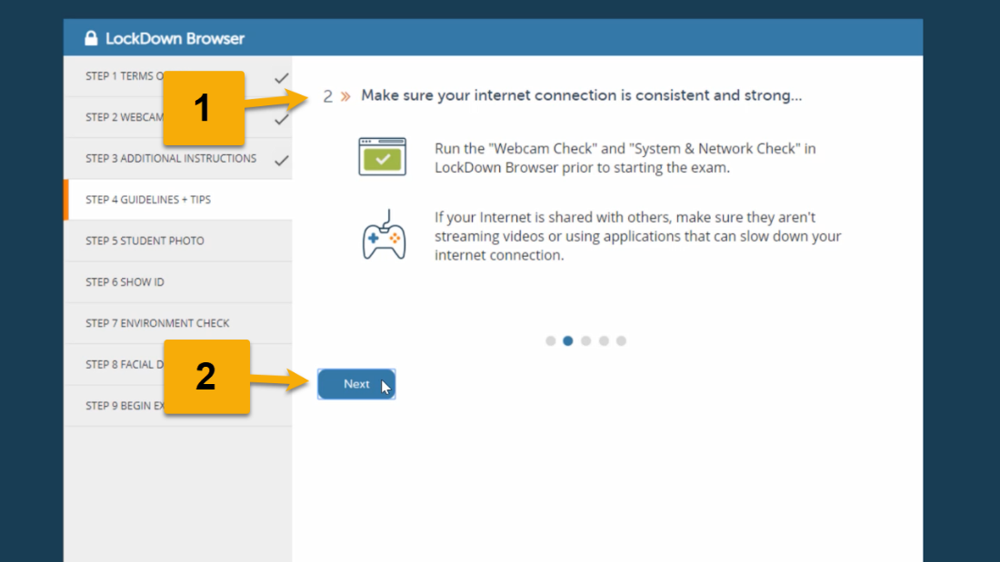 LockDown Browser
STEP 1 TERMS O
STEP 2 WEBCAM
STEP 3 ADDITIONAL INSTRUCTIONS
STEP 4 GUIDELINES + TIPS
STEP 5 STUDENT PHOTO
STEP 6 SHOW ID
STEP 7 ENVIRONMENT CHECK
STEP 8 FACIAL D
STEP 9 BEGIN EX
1
2 » Make sure your internet connection is consistent and strong...
Run the "Webcam Check" and "System & Network Check" in
LockDown Browser prior to starting the exam.
If your Internet is shared with others, make sure they aren't
streaming videos or using applications that can slow down your
internet connection.
2
Next